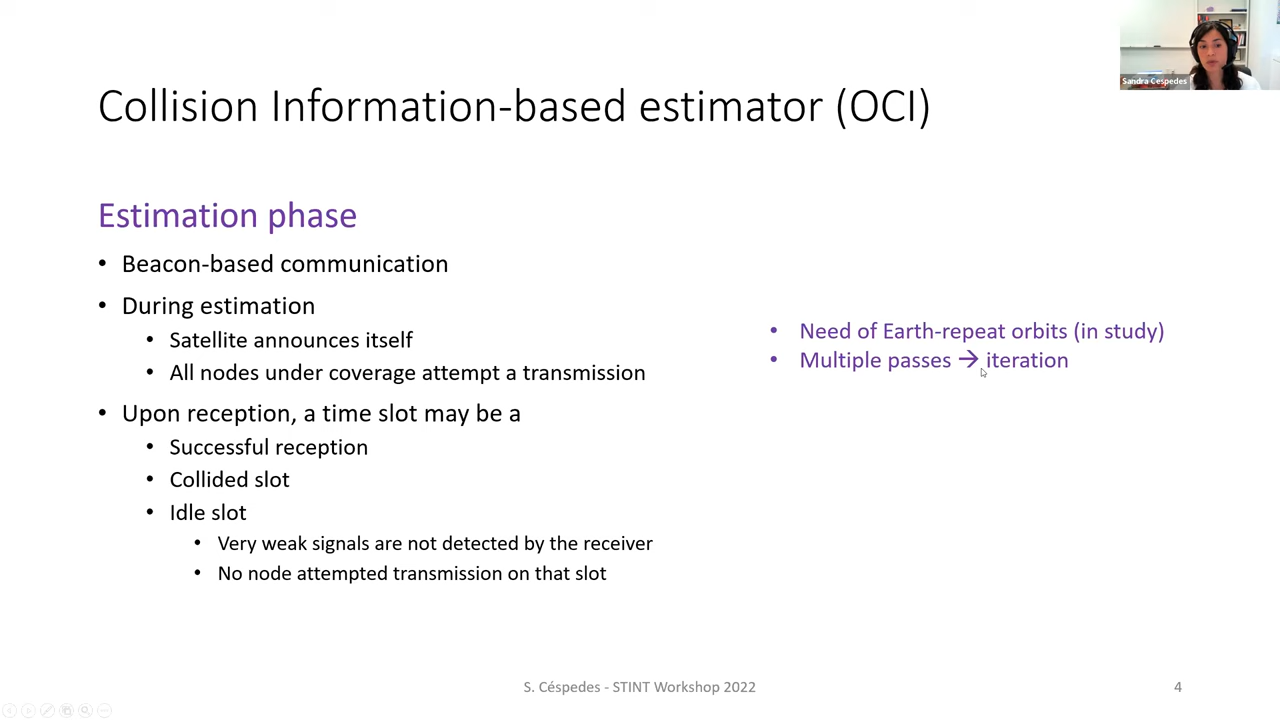 Sandra Cespedes
Collision Information-based estimator (OCI)
Estimation phase
• Beacon-based communication
• During estimation
• Satellite announces itself
• All nodes under coverage attempt a transmission
• Upon reception, a time slot may be a
• Successful reception
• Collided slot
• Idle slot
• Very weak signals are not detected by the receiver
• No node attempted transmission on that slot
• Need of Earth-repeat orbits (in study)
• Multiple passes → iteration
S. Céspedes - STINT Workshop 2022
4